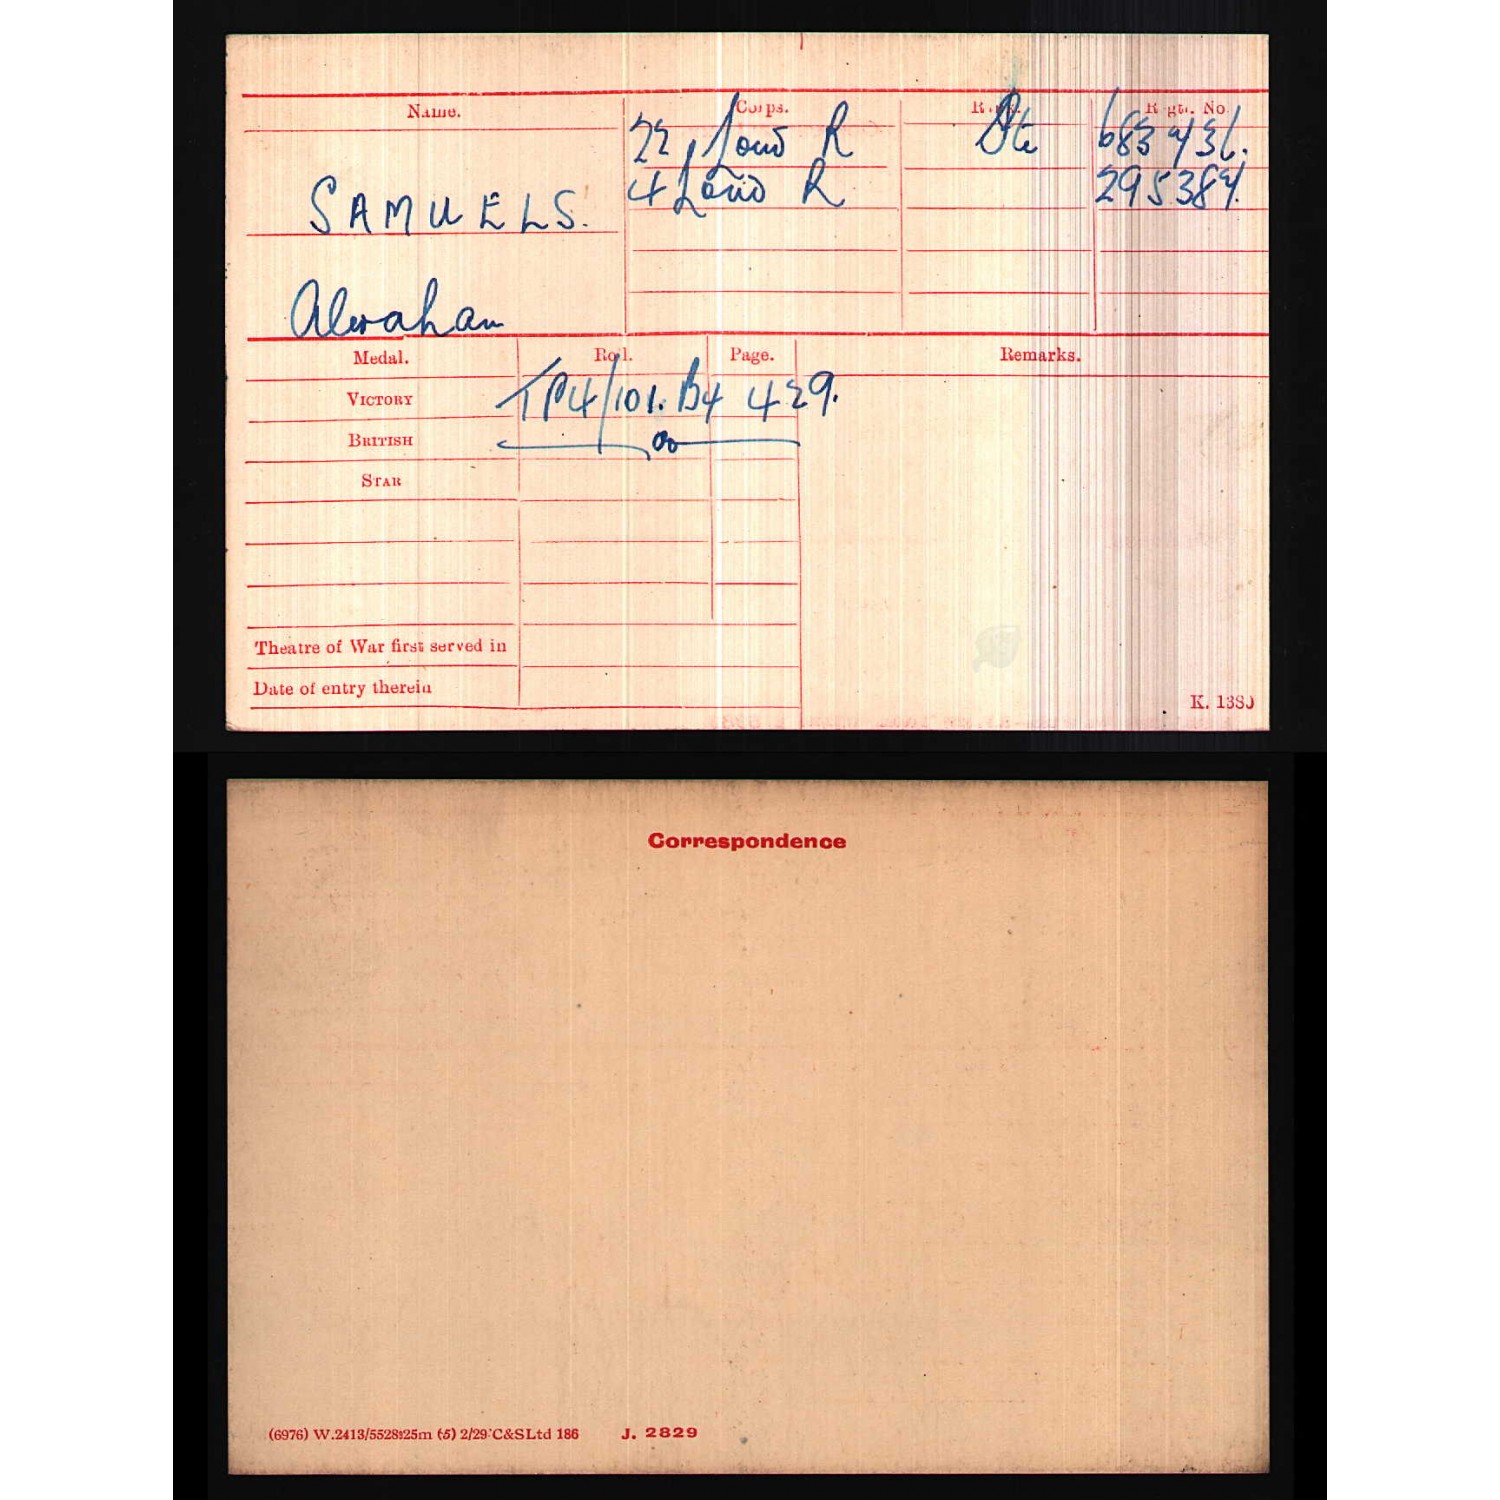 Name. Corps. Rank. Regtl. No.
22 Lond R Pte 683436.
SAMUELS. 4 Lond R 295384.
Abraham
Medal. Roll. Page. Remarks.
VICTORY TP4/101.B4 429.
BRITISH do
STAR
Theatre of War first served in
Date of entry therein
K. 1380
Correspondence
(6976) W.2413/5528 25m (5) 2/29 C&SLtd 186 J. 2829